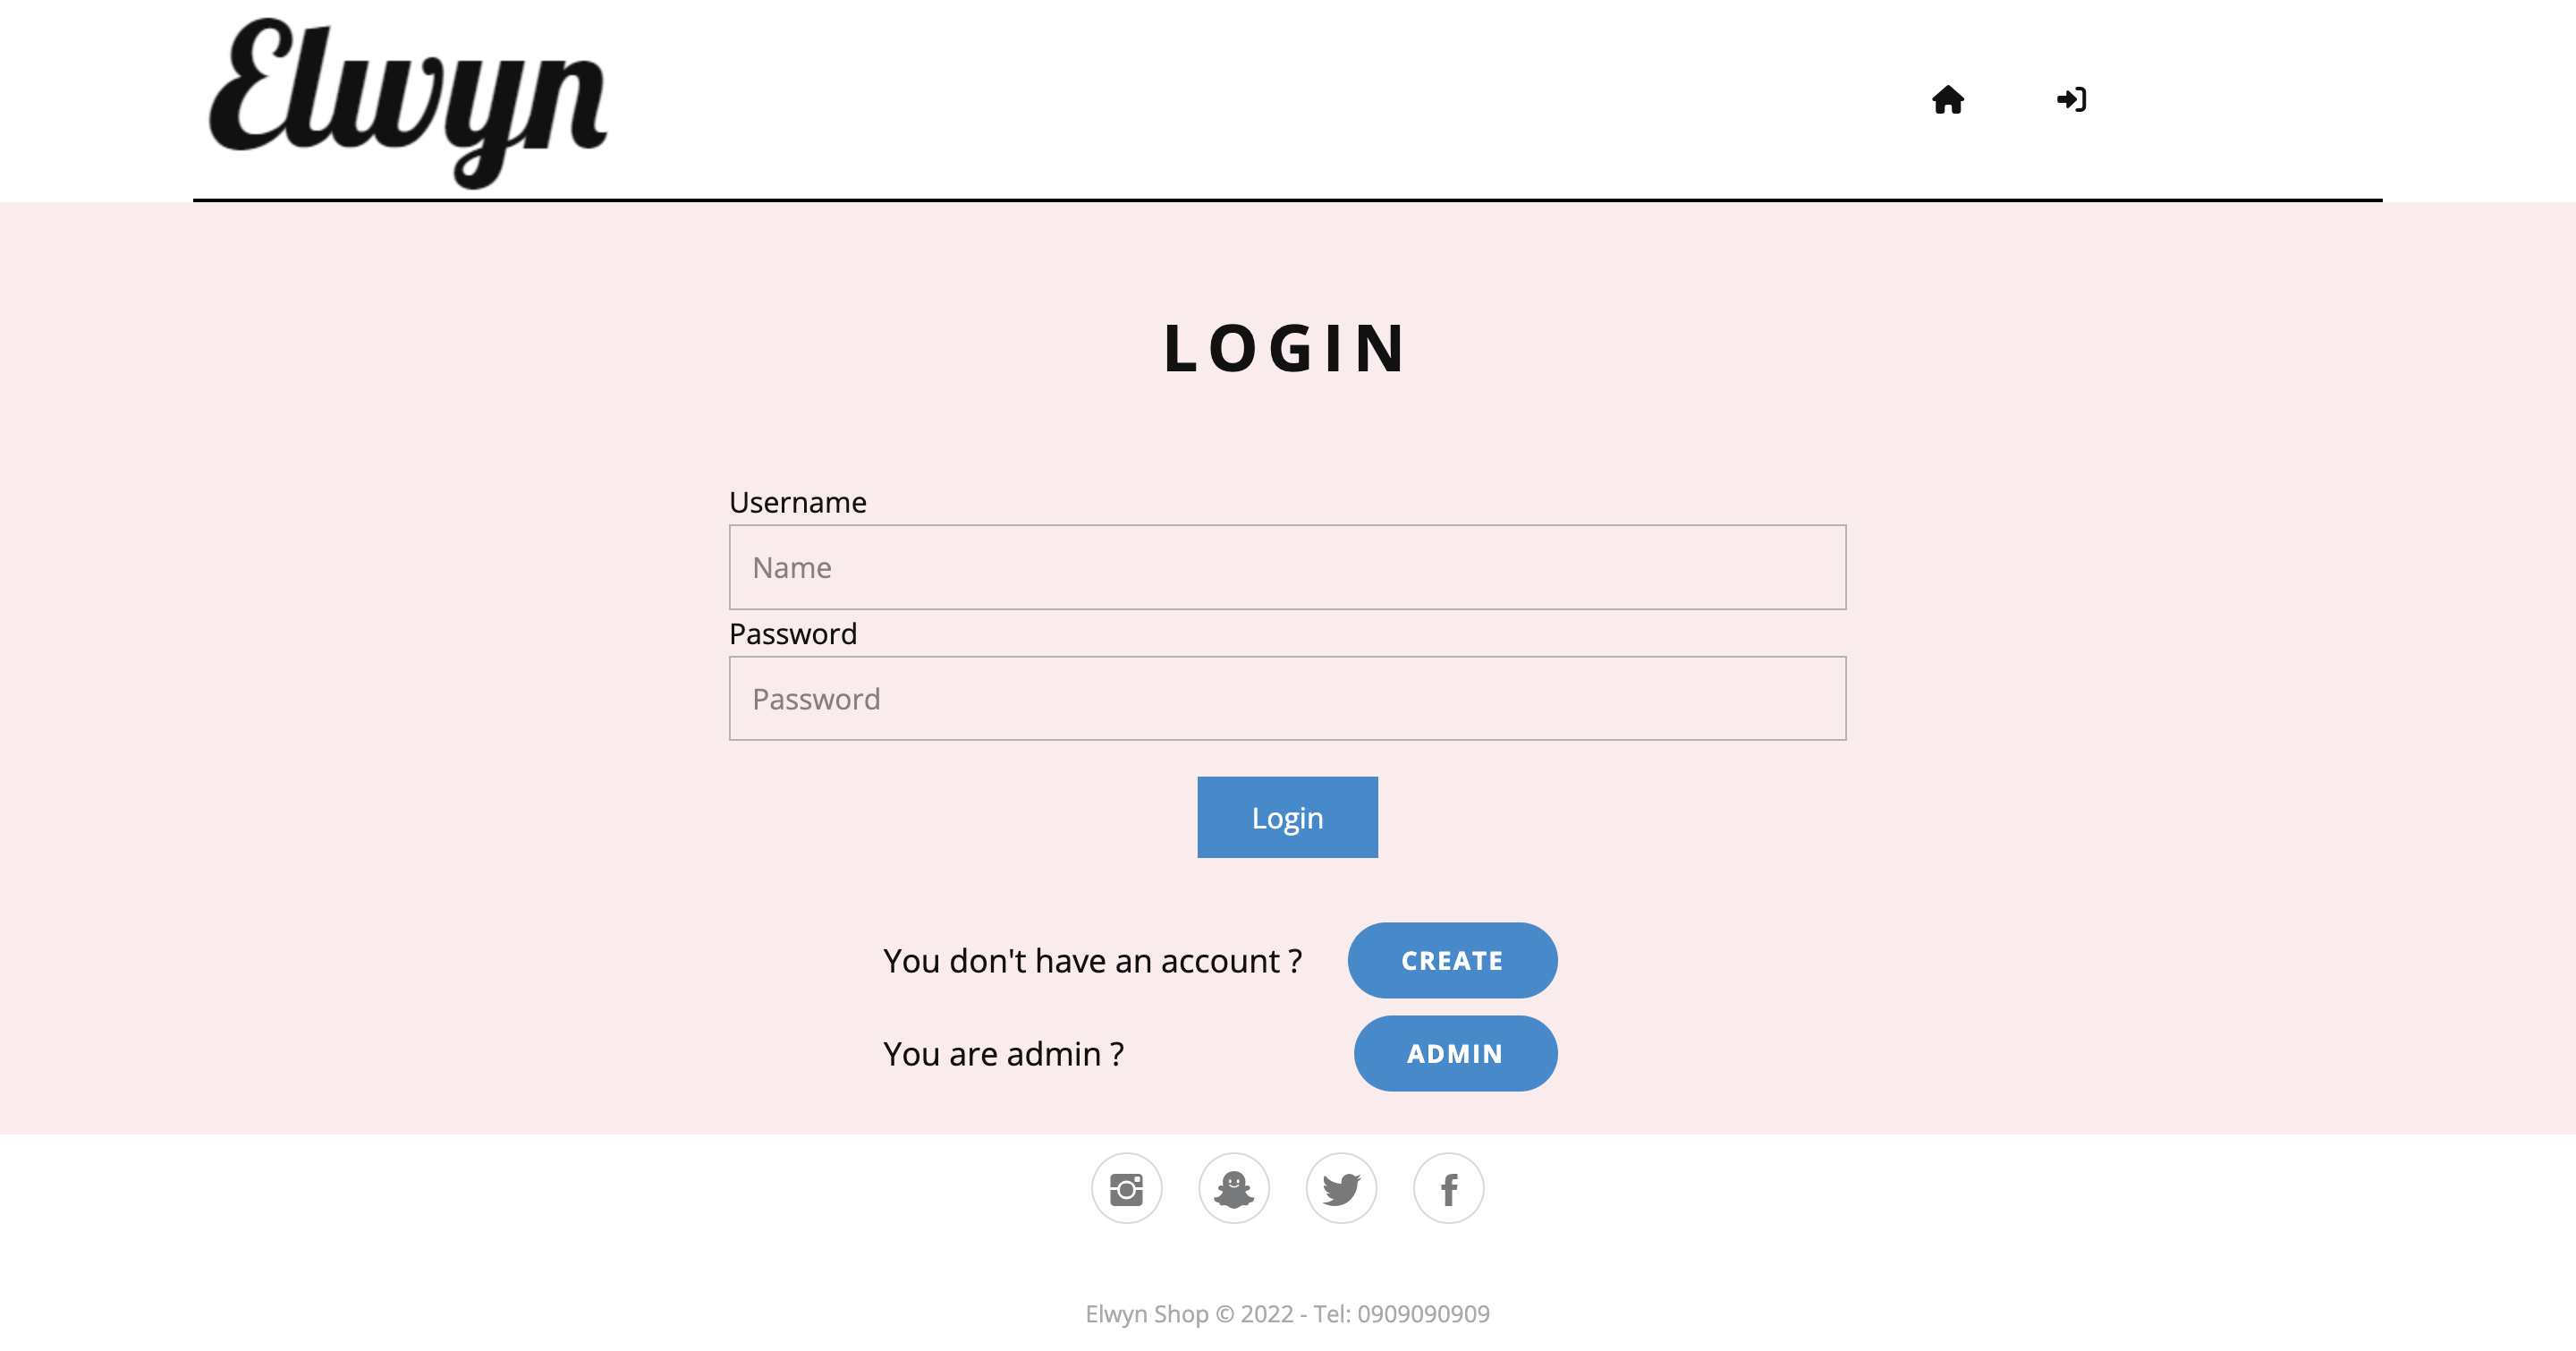 Elwyn
LOGIN
Username
Name
Password
Password
Login
You don't have an account ? CREATE
You are admin ? ADMIN
Elwyn Shop © 2022 - Tel: 0909090909